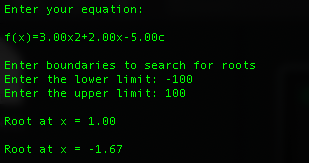 Enter your equation:
f(x)=3.00x2+2.00x-5.00c
Enter boundaries to search for roots
Enter the lower limit: -100
Enter the upper limit: 100
Root at x = 1.00
Root at x = -1.67